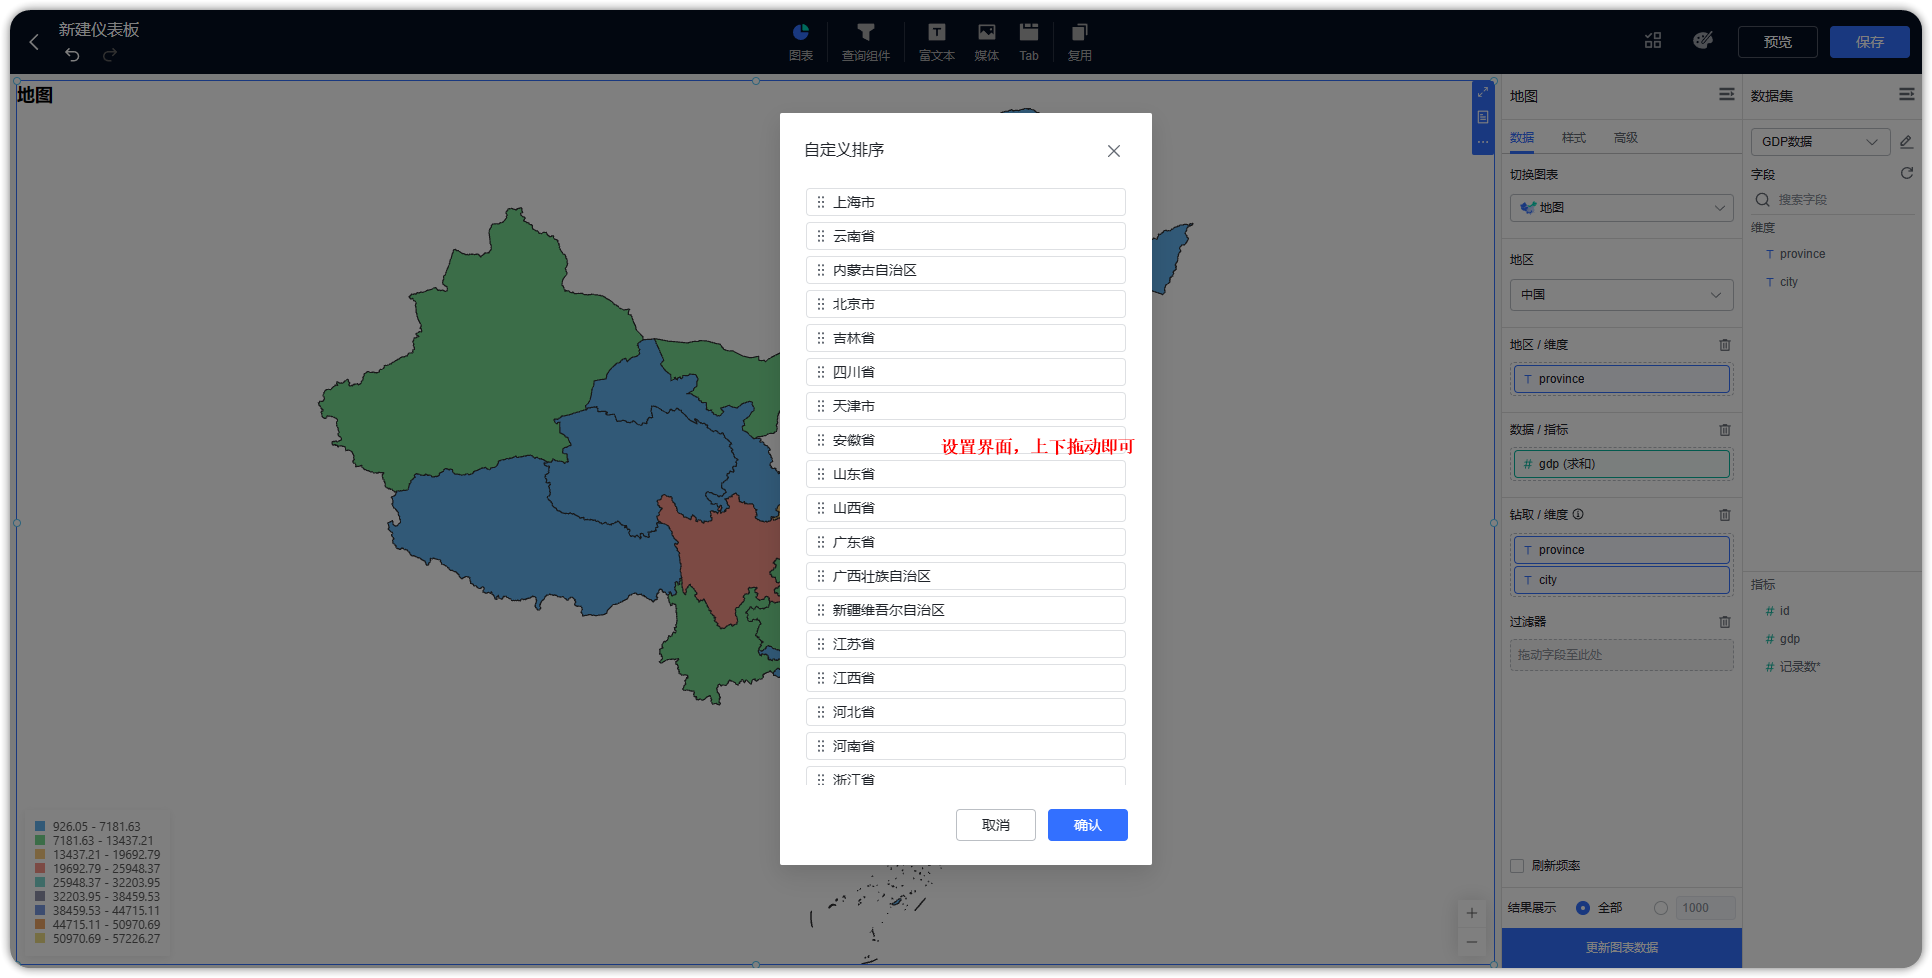 新建仪表板
图表
查询组件
富文本
媒体
Tab
复用
预览
保存
地图
自定义排序
上海市
云南省
内蒙古自治区
北京市
吉林省
四川省
天津市
安徽省
设置界面，上下拖动即可
山东省
山西省
广东省
广西壮族自治区
新疆维吾尔自治区
江苏省
江西省
河北省
河南省
浙江省
取消
确认
926.05 - 7181.63
7181.63 - 13437.21
13437.21 - 19692.79
19692.79 - 25948.37
25948.37 - 32203.95
32203.95 - 38459.53
38459.53 - 44715.11
44715.11 - 50970.69
50970.69 - 57226.27
地图
数据
样式
高级
切换图表
地图
地区
中国
地区 / 维度
T province
数据 / 指标
# gdp (求和)
钻取 / 维度
T province
T city
过滤器
拖动字段至此处
刷新频率
结果展示
全部
1000
更新图表数据
数据集
GDP数据
字段
搜索字段
维度
T province
T city
指标
# id
# gdp
# 记录数*